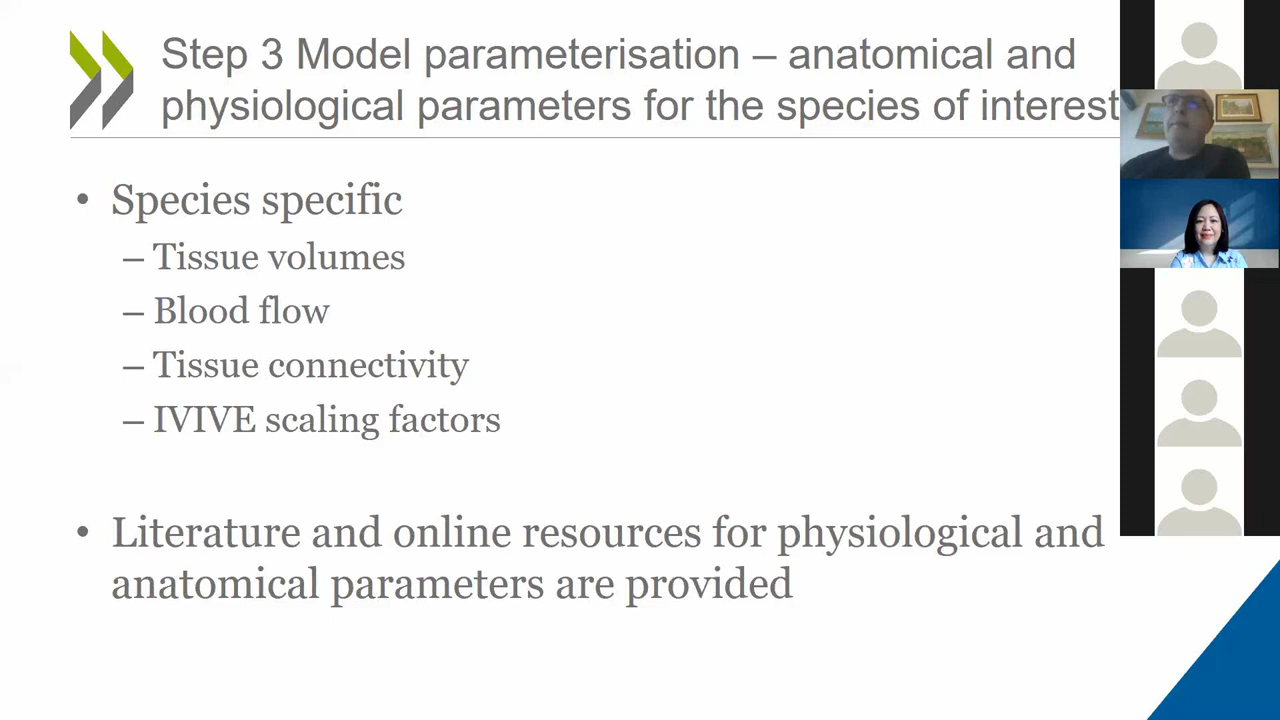 Step 3 Model parameterisation – anatomical and
physiological parameters for the species of interest
• Species specific
– Tissue volumes
– Blood flow
– Tissue connectivity
– IVIVE scaling factors
• Literature and online resources for physiological and
anatomical parameters are provided